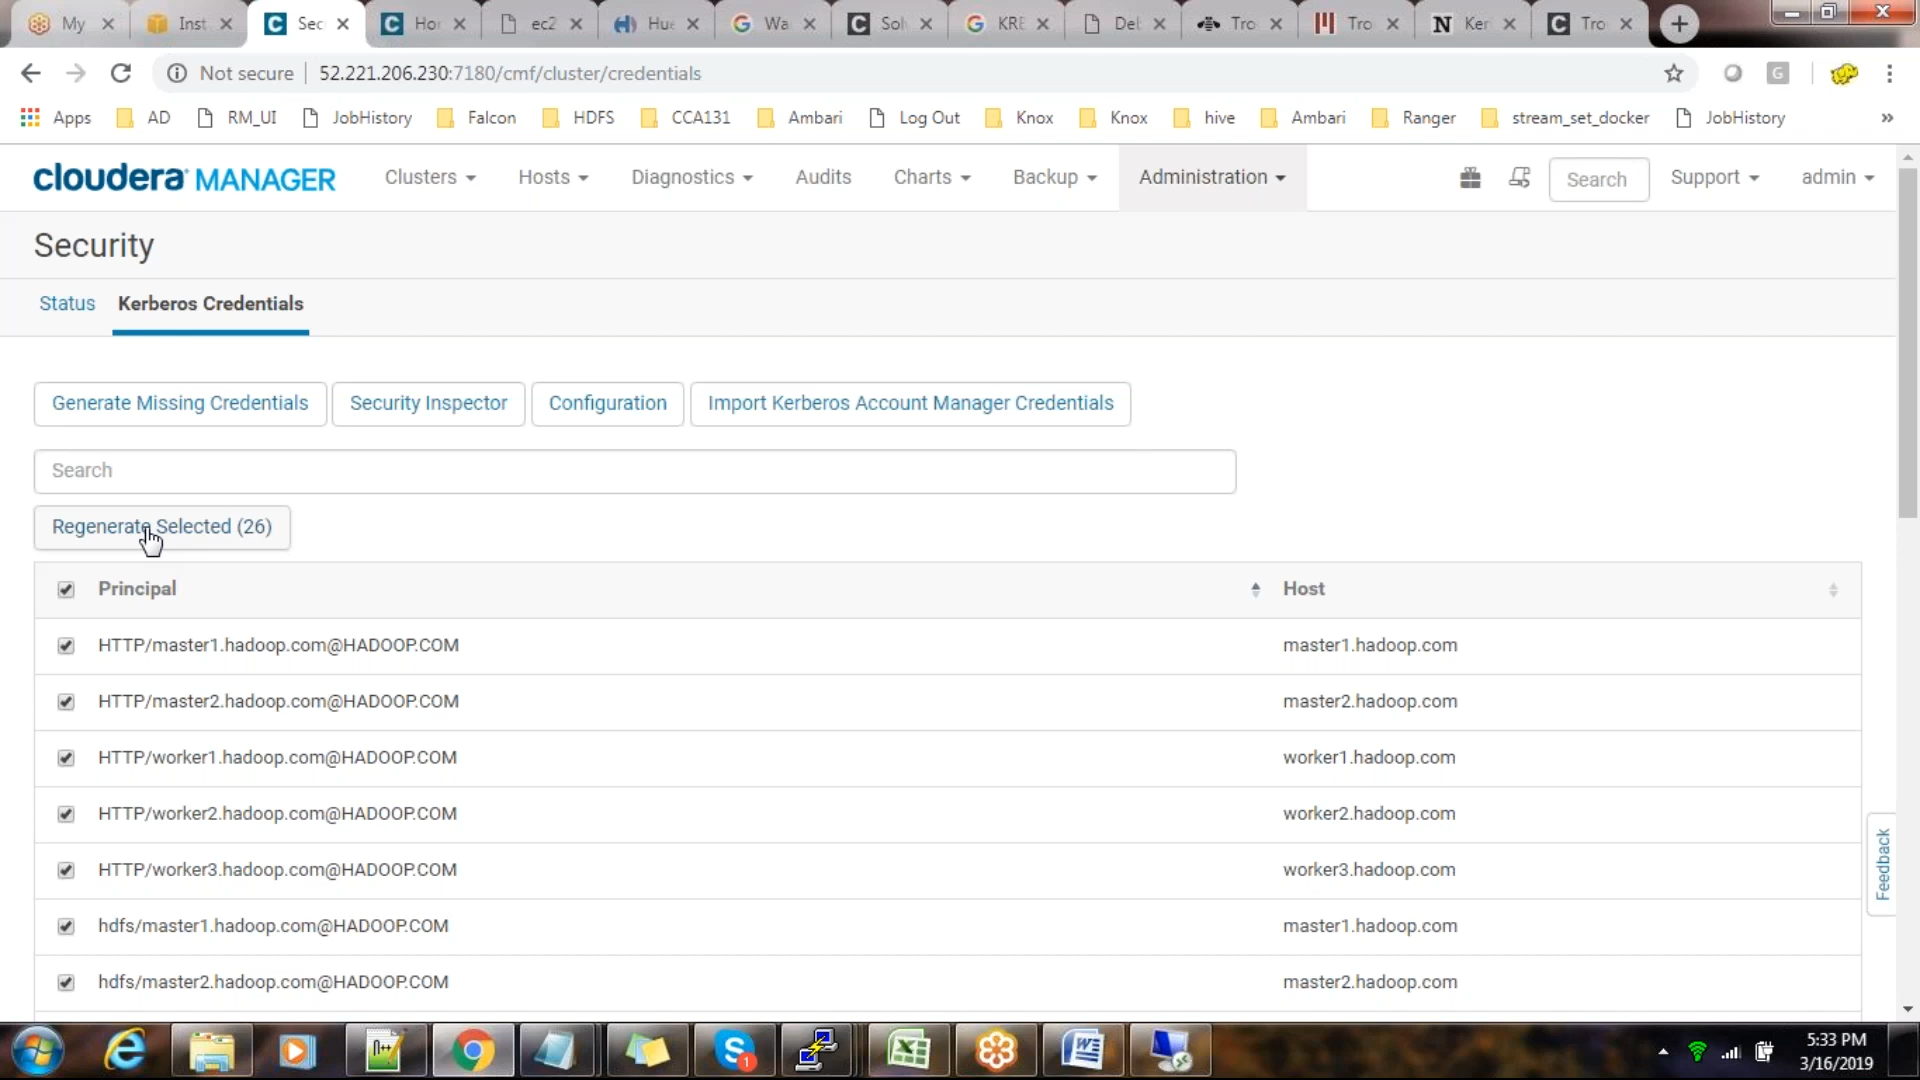 My
Inst
Sec
Hor
ec2
Hue
Wa
Sol
KRE
Det
Tro
Tro
Ker
Tro
Not secure 52.221.206.230:7180/cmf/cluster/credentials
Apps AD RM_UI JobHistory Falcon HDFS CCA131 Ambari Log Out Knox Knox hive Ambari Ranger stream_set_docker JobHistory »
cloudera MANAGER Clusters Hosts Diagnostics Audits Charts Backup Administration Search Support admin
Security
Status Kerberos Credentials
Generate Missing Credentials Security Inspector Configuration Import Kerberos Account Manager Credentials
Search
Regenerate Selected (26)
Principal Host
HTTP/master1.hadoop.com@HADOOP.COM master1.hadoop.com
HTTP/master2.hadoop.com@HADOOP.COM master2.hadoop.com
HTTP/worker1.hadoop.com@HADOOP.COM worker1.hadoop.com
HTTP/worker2.hadoop.com@HADOOP.COM worker2.hadoop.com
HTTP/worker3.hadoop.com@HADOOP.COM worker3.hadoop.com
hdfs/master1.hadoop.com@HADOOP.COM master1.hadoop.com
hdfs/master2.hadoop.com@HADOOP.COM master2.hadoop.com
Feedback
5:33 PM
3/16/2019